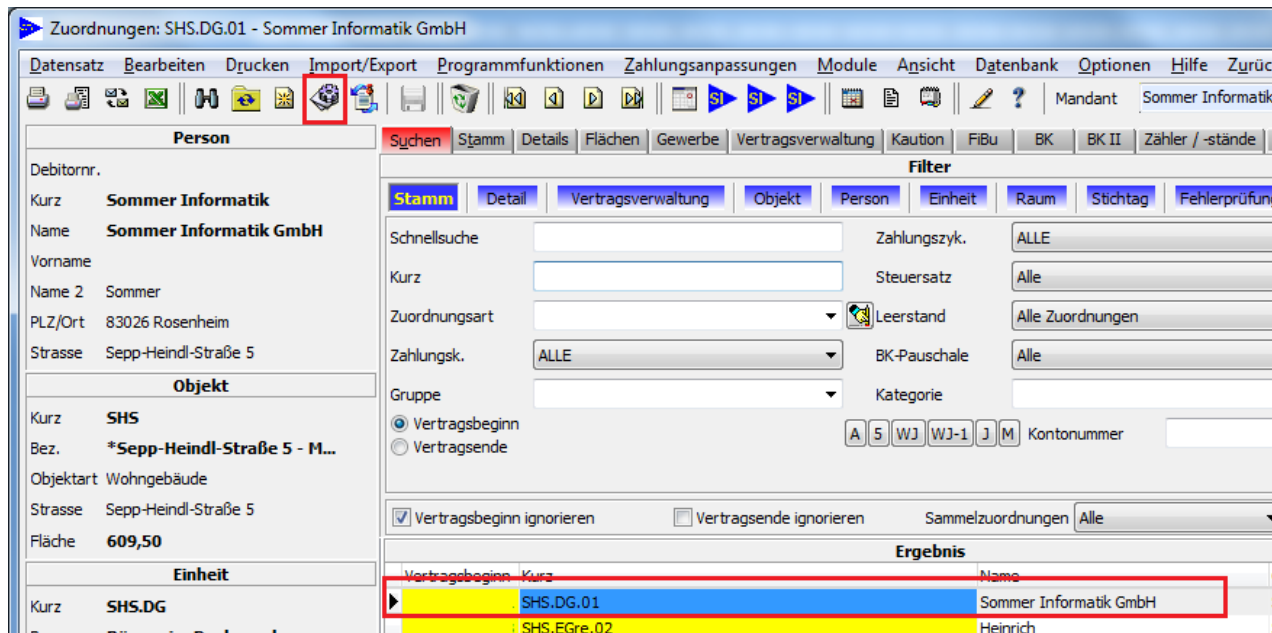 Zuordnungen: SHS.DG.01 - Sommer Informatik GmbH
Datensatz Bearbeiten Drucken Import/Export Programmfunktionen Zahlungsanpassungen Module Ansicht Datenbank Optionen Hilfe Zurüc
SI SI SI ? Mandant Sommer Informatik
Person
Suchen Stamm Details Flächen Gewerbe Vertragsverwaltung Kaution FiBu BK BK II Zähler / -stände
Debitornr.
Filter
Kurz Sommer Informatik
Stamm Detail Vertragsverwaltung Objekt Person Einheit Raum Stichtag Fehlerprüfun
Name Sommer Informatik GmbH
Schnellsuche Zahlungszyk. ALLE
Vorname
Kurz Steuersatz Alle
Name 2 Sommer
PLZ/Ort 83026 Rosenheim
Zuordnungsart Leerstand Alle Zuordnungen
Strasse Sepp-Heindl-Straße 5
Zahlungsk. ALLE BK-Pauschale Alle
Objekt
Gruppe Kategorie
Kurz SHS
Vertragsbeginn
A 5 WJ WJ-1 J M Kontonummer
Bez. *Sepp-Heindl-Straße 5 - M...
Vertragsende
Objektart Wohngebäude
Strasse Sepp-Heindl-Straße 5
Vertragsbeginn ignorieren Vertragsende ignorieren Sammelzuordnungen Alle
Fläche 609,50
Ergebnis
Einheit
Vertragsbeginn Kurz Name
Kurz SHS.DG
SHS.DG.01 Sommer Informatik GmbH
SHS.EGre.02 Heinrich